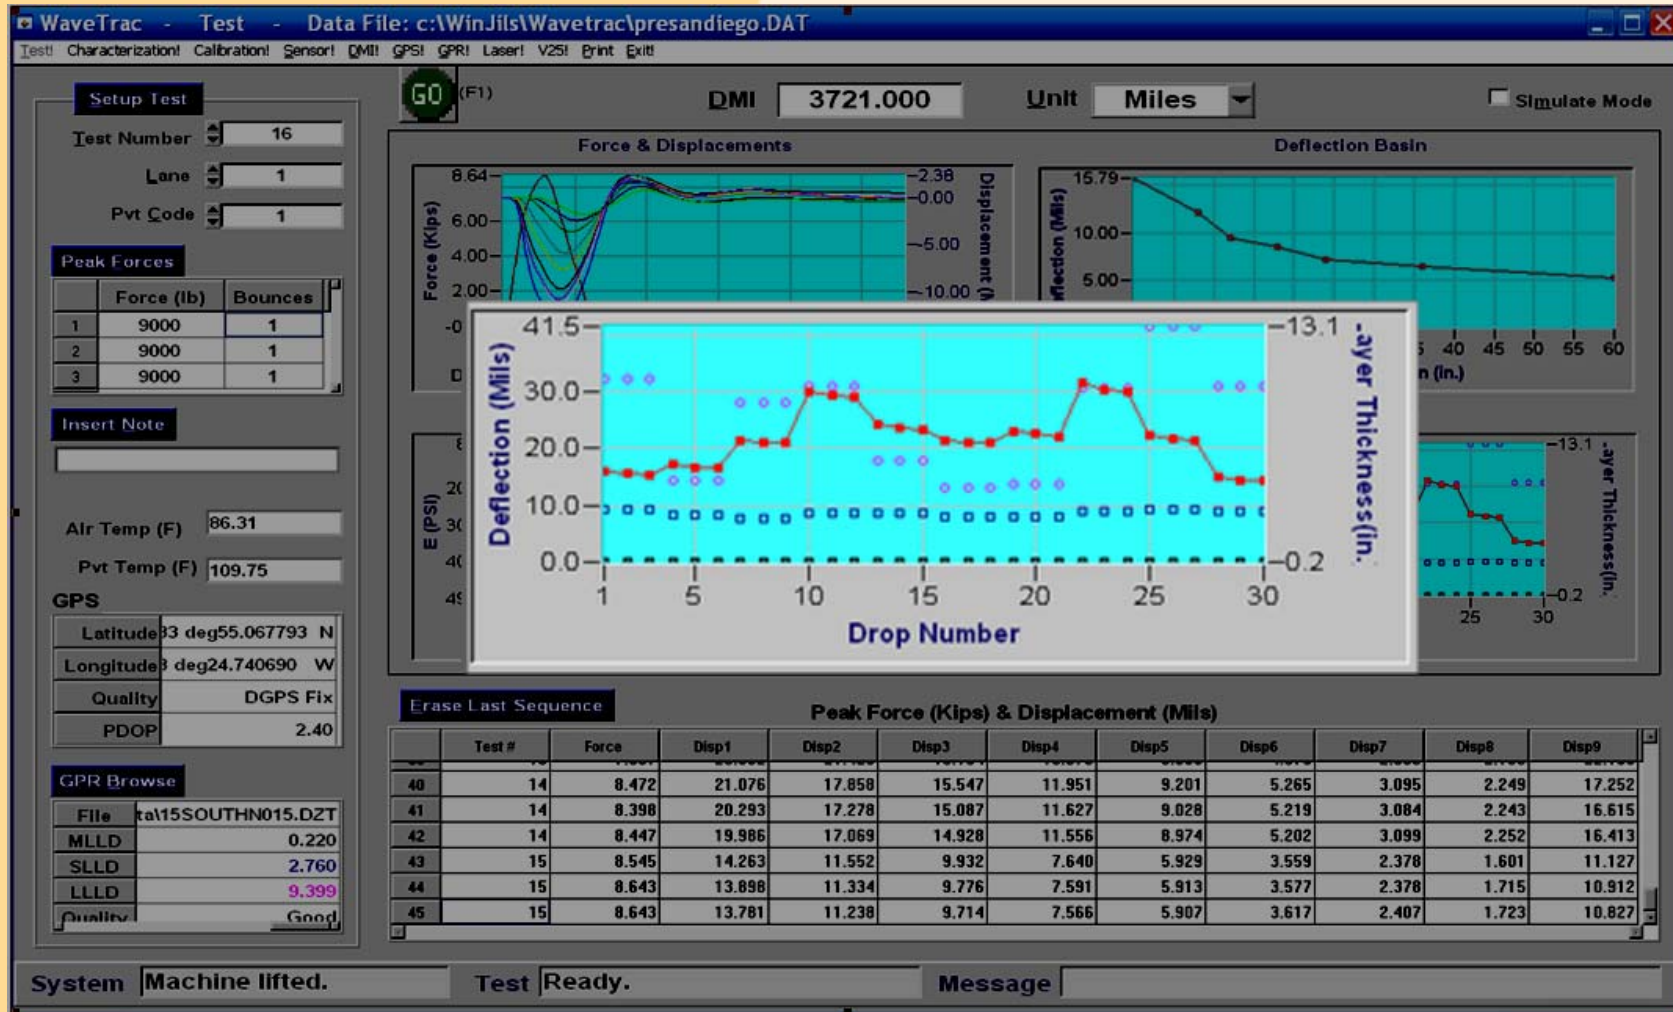 WaveTrac - Test - Data File: c:\WinJils\Wavetrac\presandiego.DAT
Test! Characterization! Calibration! Sensor! DMI! GPS! GPR! Laser! V25! Print Exit!
Setup Test
Test Number 16
Lane 1
Pvt Code 1
Peak Forces
Force (lb) Bounces
1 9000 1
2 9000 1
3 9000 1
Insert Note
Air Temp (F) 86.31
Pvt Temp (F) 109.75
GPS
Latitude 33 deg55.067793 N
Longitude deg24.740690 W
Quality DGPS Fix
PDOP 2.40
GPR Browse
File ta\15SOUTHN015.DZT
MLLD 0.220
SLLD 2.760
LLLD 9.399
Quality Good
GO (F1)
DMI 3721.000
Unit Miles
Simulate Mode
Force & Displacements
8.64
6.00
4.00
2.00
-0
Force (Kips)
2.38
-0.00
-5.00
-10.00
Displacement (M
Deflection Basin
15.79
10.00
5.00
eflection (Mils)
5 40 45 50 55 60
n (in.)
41.5
30.0
20.0
10.0
0.0
Deflection (Mils)
13.1
-0.2
ayer Thickness(in.
1 5 10 15 20 25 30
Drop Number
E (PSI)
20
30
40
13.1
-0.2
ayer Thickness(in.
25 30
Erase Last Sequence
Peak Force (Kips) & Displacement (Mils)
Test # Force Disp1 Disp2 Disp3 Disp4 Disp5 Disp6 Disp7 Disp8 Disp9
40 14 8.472 21.076 17.858 15.547 11.951 9.201 5.265 3.095 2.249 17.252
41 14 8.398 20.293 17.278 15.087 11.627 9.028 5.219 3.084 2.243 16.615
42 14 8.447 19.986 17.069 14.928 11.556 8.974 5.202 3.099 2.252 16.413
43 15 8.545 14.263 11.552 9.932 7.640 5.929 3.559 2.378 1.601 11.127
44 15 8.643 13.898 11.334 9.776 7.591 5.913 3.577 2.378 1.715 10.912
45 15 8.643 13.781 11.238 9.714 7.566 5.907 3.617 2.407 1.723 10.827
System Machine lifted.
Test Ready.
Message